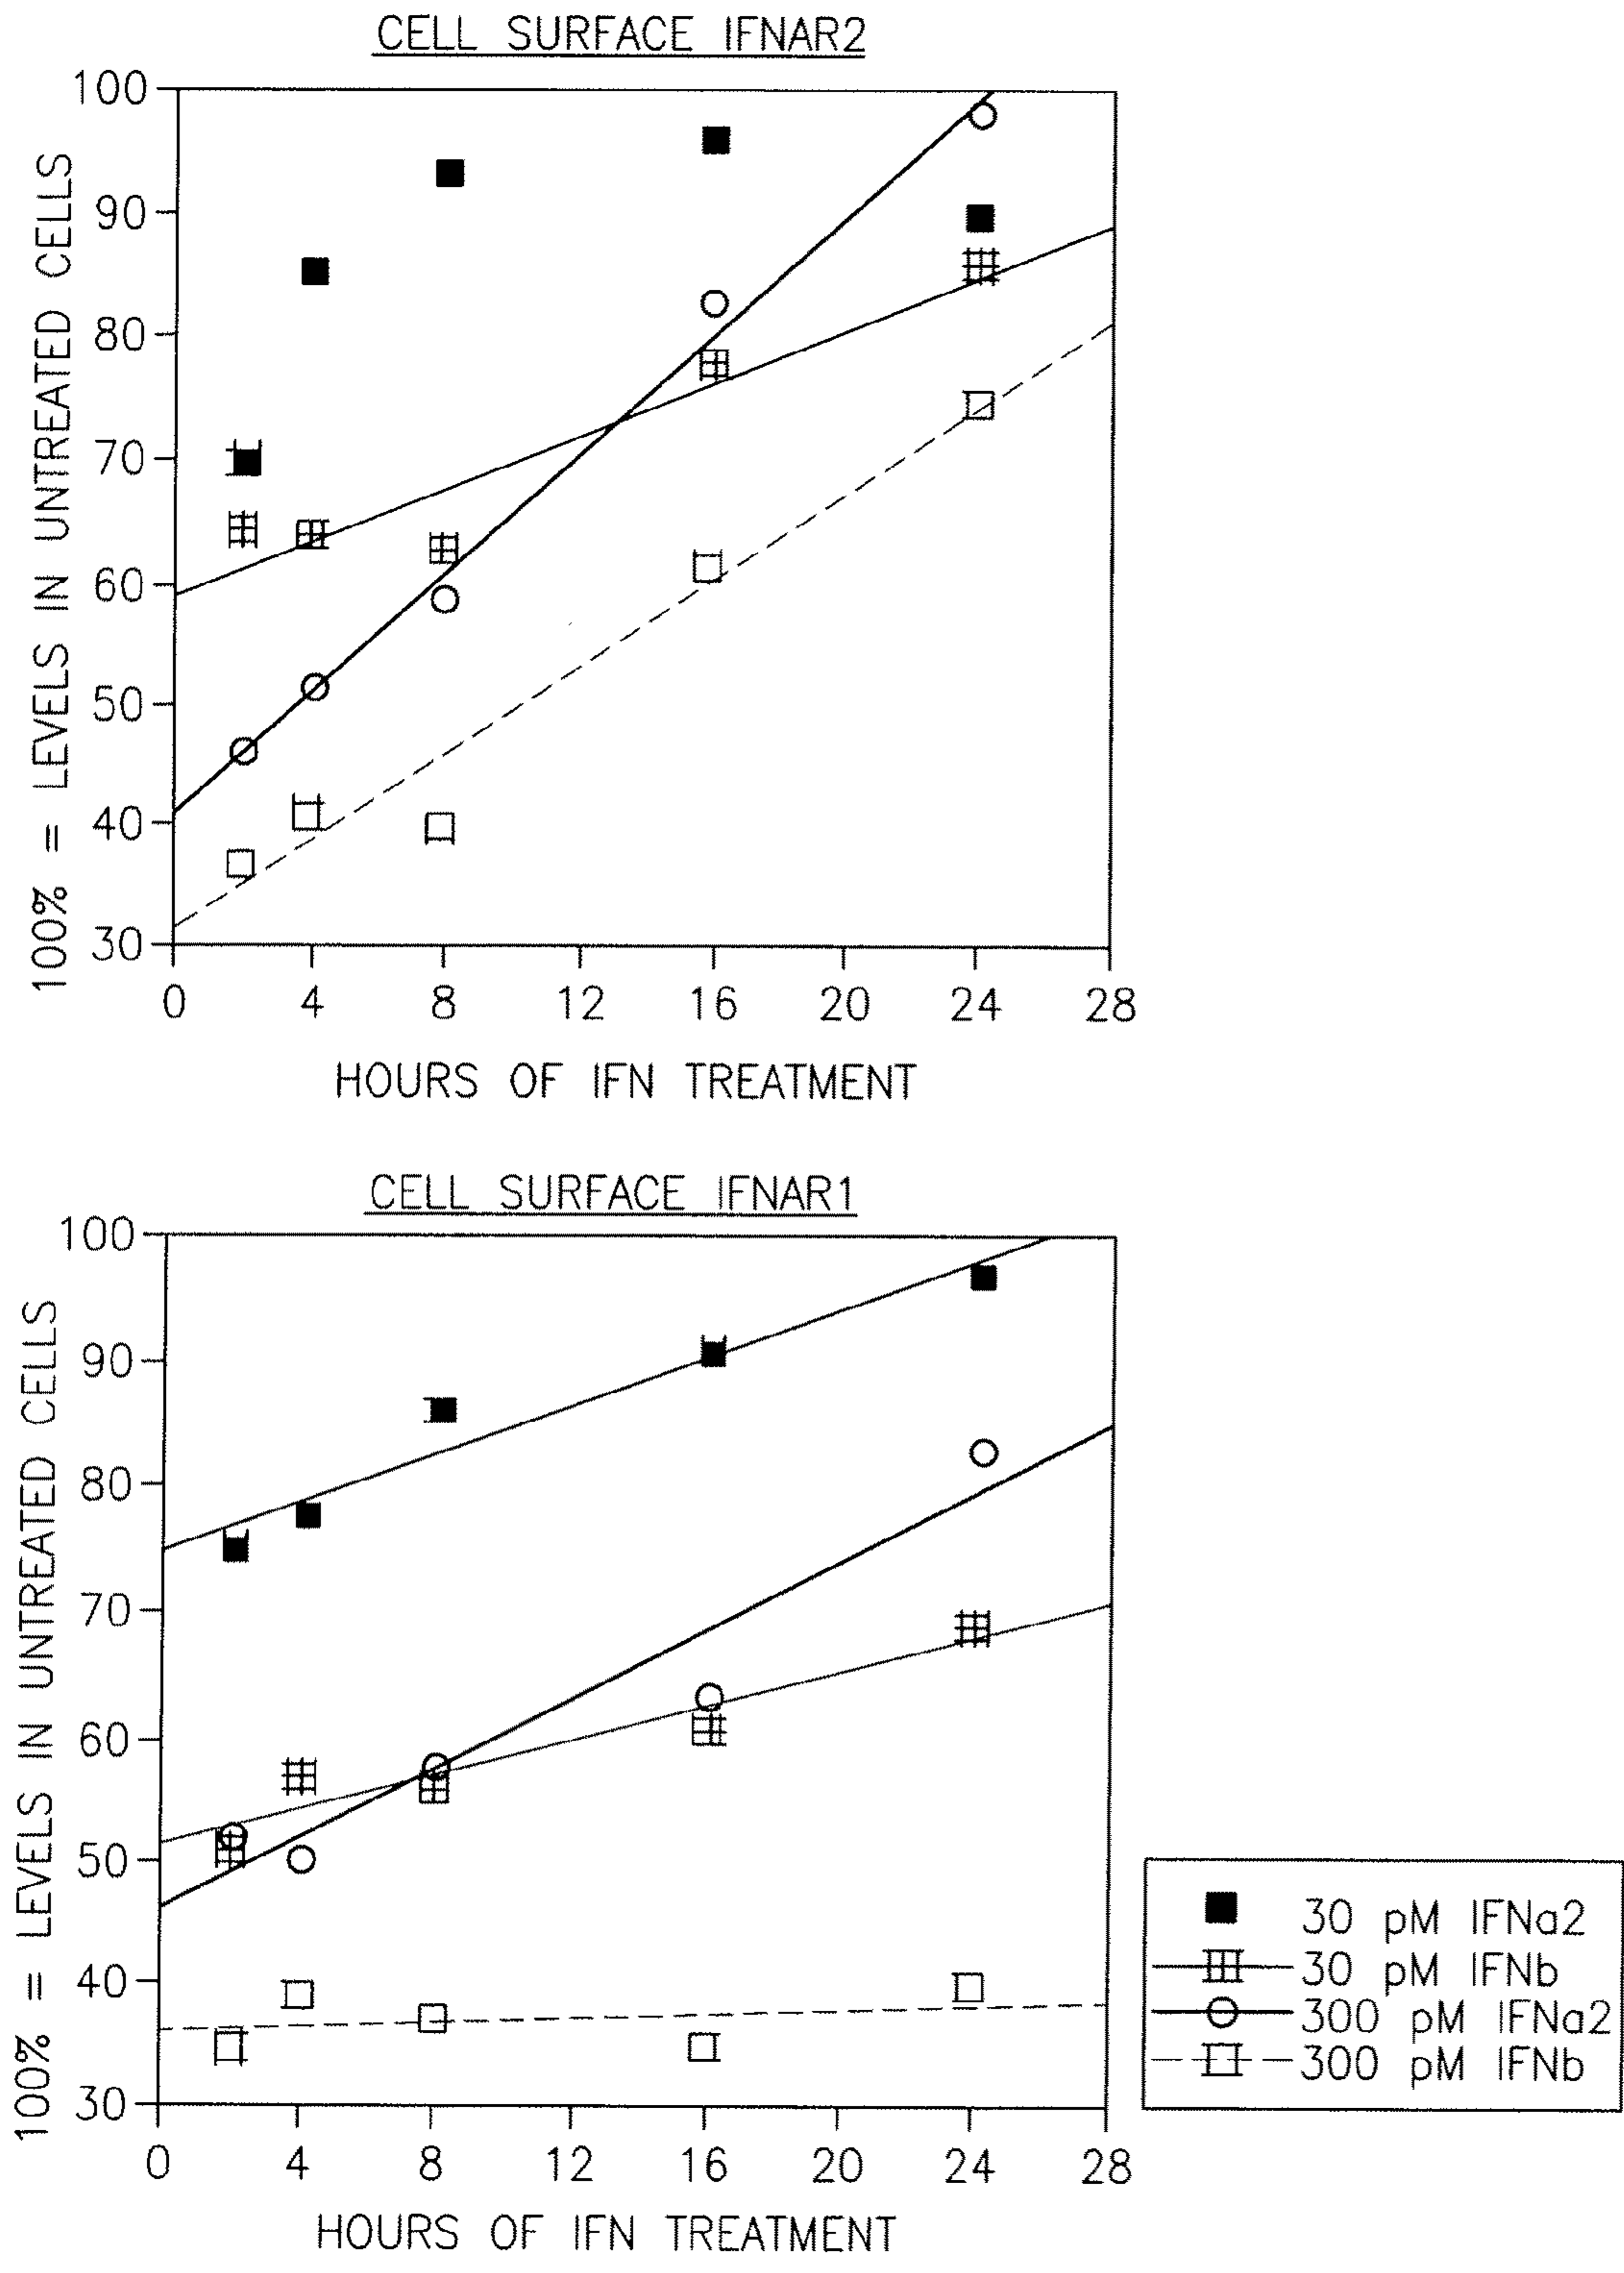 CELL SURFACE IFNAR2
100% = LEVELS IN UNTREATED CELLS
100
90
80
70
60
50
40
30
0 4 8 12 16 20 24 28
HOURS OF IFN TREATMENT
CELL SURFACE IFNAR1
100% = LEVELS IN UNTREATED CELLS
100
90
80
70
60
50
40
30
0 4 8 12 16 20 24 28
HOURS OF IFN TREATMENT
30 pM IFNa2
30 pM IFNb
300 pM IFNa2
300 pM IFNb